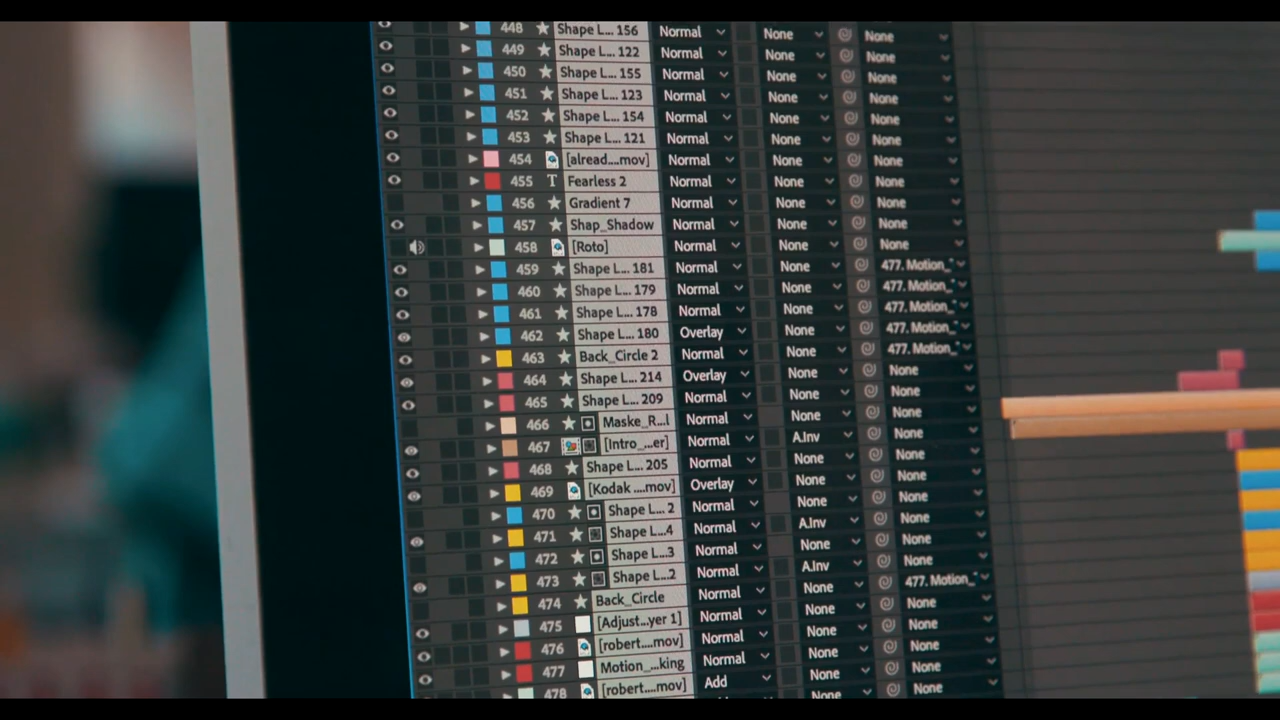 448 Shape L... 156 Normal None None
449 Shape L... 122 Normal None None
450 Shape L... 155 Normal None None
451 Shape L... 123 Normal None None
452 Shape L... 154 Normal None None
453 Shape L... 121 Normal None None
454 [alread....mov] Normal None None
455 T Fearless 2 Normal None None
456 Gradient 7 Normal None None
457 Shap_Shadow Normal None None
458 [Roto] Normal None None
459 Shape L... 181 Normal None 477. Motion_
460 Shape L... 179 Normal None 477. Motion_
461 Shape L... 178 Normal None 477. Motion_
462 Shape L... 180 Overlay None 477. Motion_
463 Back_Circle 2 Normal None 477. Motion_
464 Shape L... 214 Overlay None None
465 Shape L... 209 Normal None None
466 Maske_R...l Normal None None
467 [Intro_...er] Normal A.Inv None
468 Shape L... 205 Normal None None
469 [Kodak ....mov] Overlay None None
470 Shape L... 2 Normal None None
471 Shape L...4 Normal A.Inv None
472 Shape L...3 Normal None None
473 Shape L...2 Normal A.Inv None
474 Back_Circle Normal None 477. Motion_
475 [Adjust...yer 1] Normal None None
476 [robert....mov] Normal None None
477 Motion_...king Normal None None
478 [robert....mov] Add None None
None None